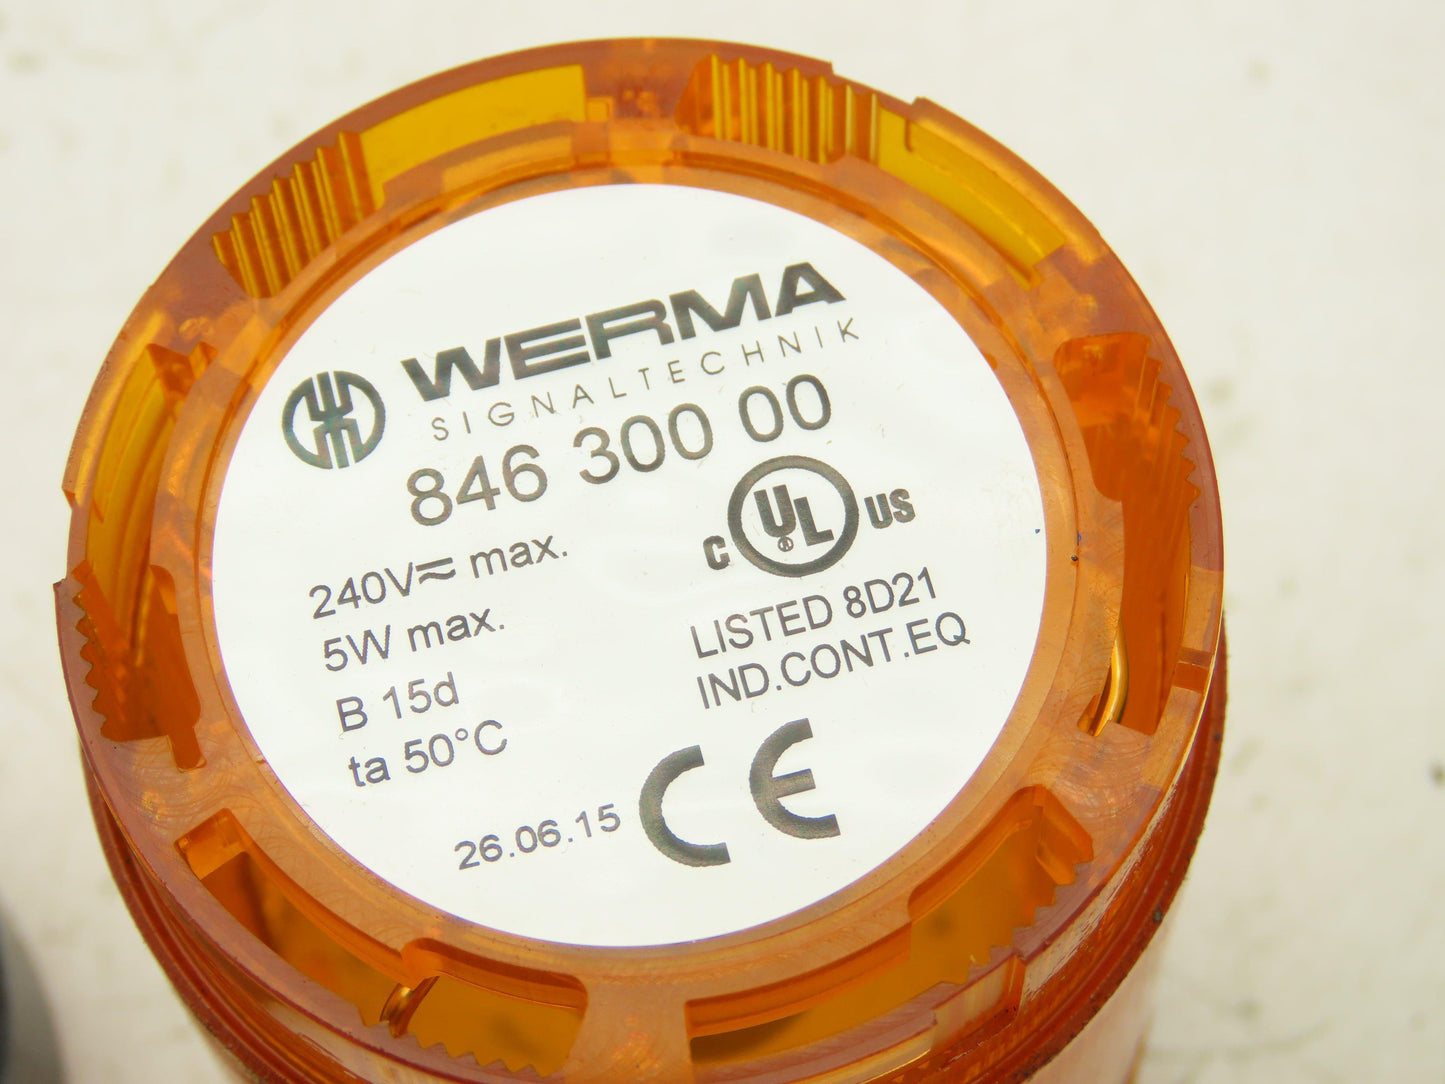 WERMA
SIGNALTECHNIK
846 300 00
240V⎓~ max.
5W max.
B 15d
ta 50°C
26.06.15
C UL® US
LISTED 8D21
IND.CONT.EQ
CE